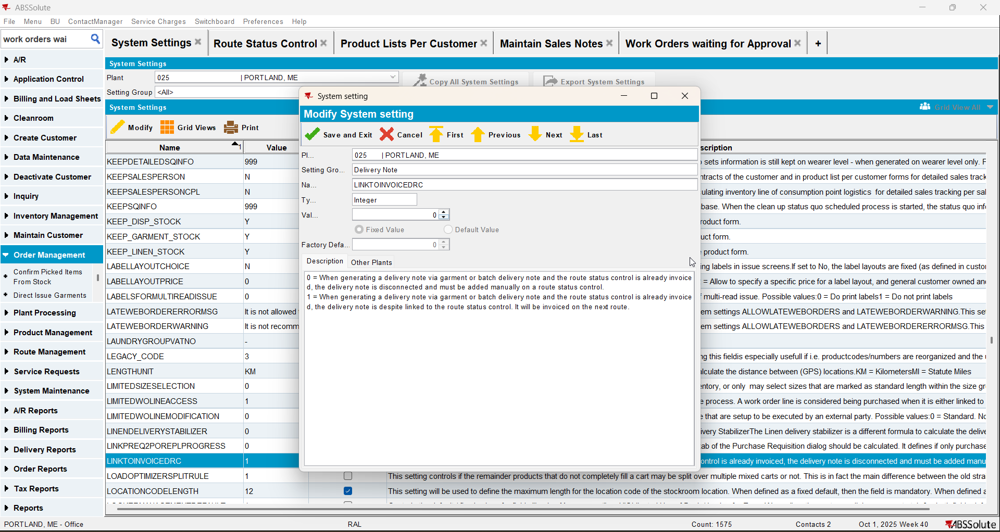 ABSSolute
File Menu BU ContactManager Service Charges Switchboard Preferences Help
work orders wai
System Settings
Route Status Control
Product Lists Per Customer
Maintain Sales Notes
Work Orders waiting for Approval
+
A/R
Application Control
Billing and Load Sheets
Cleanroom
Create Customer
Data Maintenance
Deactivate Customer
Inquiry
Inventory Management
Maintain Customer
Order Management
Confirm Picked Items
From Stock
Direct Issue Garments
Plant Processing
Product Management
Route Management
Service Requests
System Maintenance
A/R Reports
Billing Reports
Delivery Reports
Order Reports
Tax Reports
Reports
System Settings
Plant 025 | PORTLAND, ME
Copy All System Settings
Export System Settings
Setting Group <All>
System Settings
Grid View All
Modify Grid Views Print
Name 1 Value scription
KEEPDETAILEDSQINFO 999 sets information is still kept on wearer level - when generated on wearer level only. F
KEEPSALESPERSON N ntracts of the customer and in product list per customer forms for detailed sales track
KEEPSALESPERSONCPL N ulating inventory line of consumption point logistics for detailed sales tracking per sal
KEEPSQINFO 999 base. When the clean up status quo scheduled process is started, the status quo inf
KEEP_DISP_STOCK Y roduct form.
KEEP_GARMENT_STOCK Y uct form.
KEEP_LINEN_STOCK Y product form.
LABELLAYOUTCHOICE N ng labels in issue screens.If set to No, the label layouts are fixed (as defined in custo
LABELLAYOUTPRICE 0 = Allow to specify a specific price for a label layout, and general customer owned an
LABELSFORMULTIREADISSUE 0 f multi-read issue. Possible values:0 = Do print labels1 = Do not print labels
LATEWEBORDERERRORMSG It is not allowed em settings ALLOWLATEWEBORDERS and LATEWEBORDERWARNING.This se
LATEWEBORDERWARNING It is not recomm em settings ALLOWLATEWEBORDERS and LATEWEBORDERERRORMSG.This
LAUNDRYGROUPVATNO -
LEGACY_CODE 3 ng this fieldis especially usefull if i.e. productcodes/numbers are reorganized and the
LENGTHUNIT KM lculate the distance between (GPS) locations.KM = KilometersMI = Statute Miles
LIMITEDSIZESELECTION 0 entory, or only may select sizes that are marked as standard length within the size gr
LIMITEDWOLINEACCESS 1 e process. A work order line is considered being purchased when it is either linked to
LIMITEDWOLINEMODIFICATION 0 e that are setup to be executed by an external party. Possible values:0 = Standard. No
LINENDELIVERYSTABILIZER 0 ivery StabilizerThe Linen delivery stabilizer is a different formula to calculate the delive
LINKPREQ2POREPLPROGRESS 0 ab of the Purchase Requisition dialog should be calculated. It defines if only purchase
LINKTOINVOICEDRC 1 ontrol is already invoiced, the delivery note is disconnected and must be added manu
LOADOPTIMIZERSPLITRULE 1 This setting controls if the remainder products that do not completely fill a cart may be split over multiple mixed carts or not. This is in fact the main difference between the old stra
LOCATIONCODELENGTH 12 This setting will be used to define the maximum length for the location code of the stockroom location. When defined as a fixed default, then the field is mandatory. When defined a
System setting
Modify System setting
Save and Exit Cancel First Previous Next Last
Pl... 025 | PORTLAND, ME
Setting Gro... Delivery Note
Na... LINKTOINVOICEDRC
Ty... Integer
Val... 0
Fixed Value Default Value
Factory Defa... 0
Description Other Plants
0 = When generating a delivery note via garment or batch delivery note and the route status control is already invoice
d, the delivery note is disconnected and must be added manually on a route status control.
1 = When generating a delivery note via garment or batch delivery note and the route status control is already invoice
d, the delivery note is despite linked to the route status control. It will be invoiced on the next route.
PORTLAND, ME - Office RAL Count: 1575 Contacts 2 Oct 1, 2025 Week 40 ABSSolute